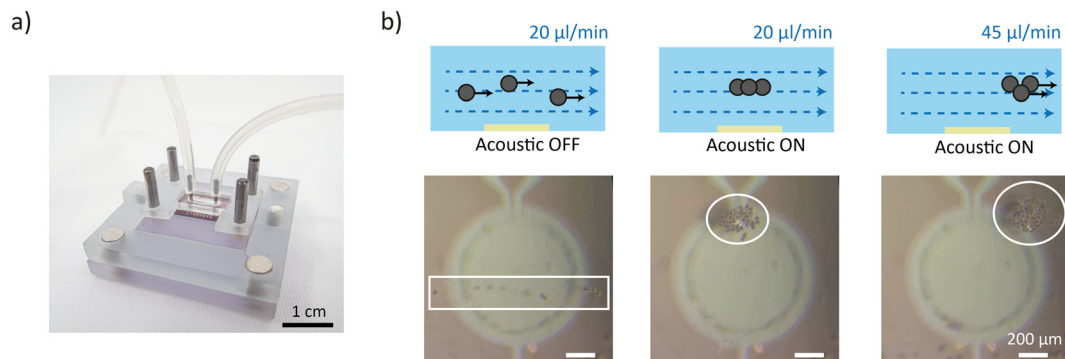 a)
1 cm
b)
20 µl/min
20 µl/min
45 µl/min
Acoustic OFF
Acoustic ON
Acoustic ON
200 µm